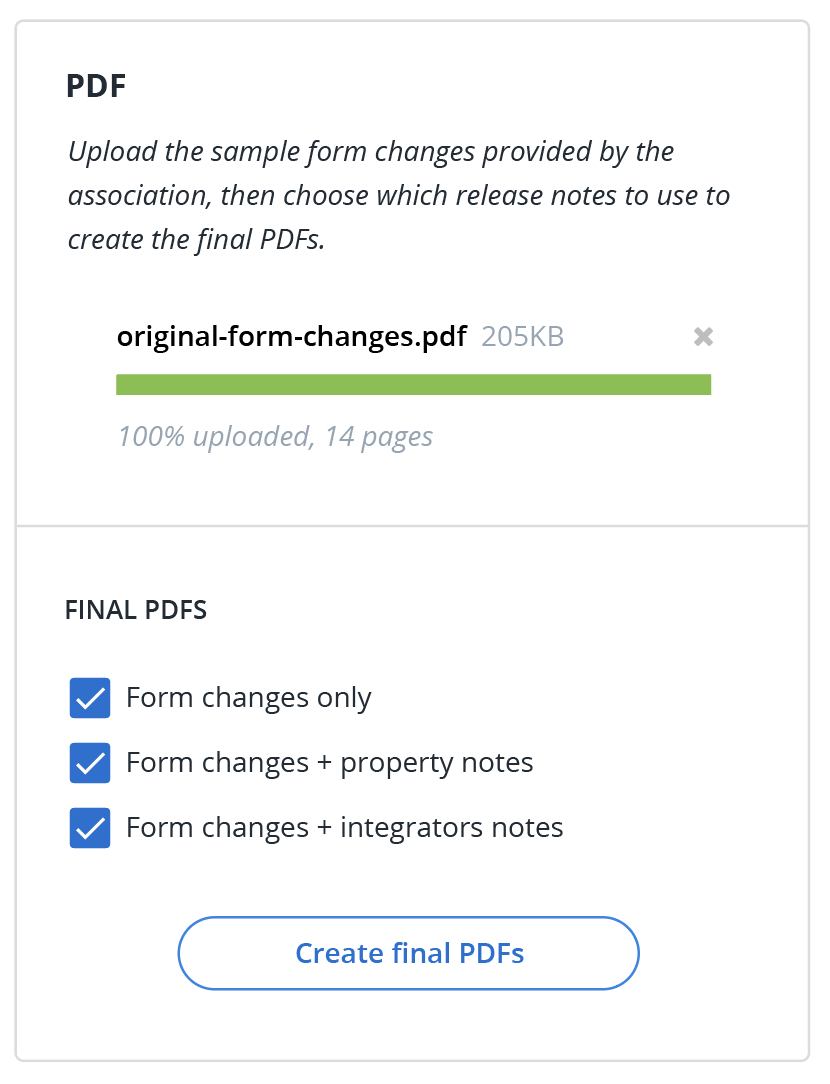 PDF
Upload the sample form changes provided by the
association, then choose which release notes to use to
create the final PDFs.
original-form-changes.pdf 205KB
100% uploaded, 14 pages
FINAL PDFS
Form changes only
Form changes + property notes
Form changes + integrators notes
Create final PDFs